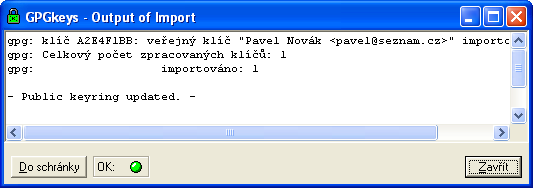 GPGkeys - Output of Import
gpg: klíč A2E4F1BB: veřejný klíč "Pavel Novák <pavel@seznam.cz>" importo
gpg: Celkový počet zpracovaných klíčů: 1
gpg: importováno: 1
- Public keyring updated. -
Do schránky OK: Zavřít